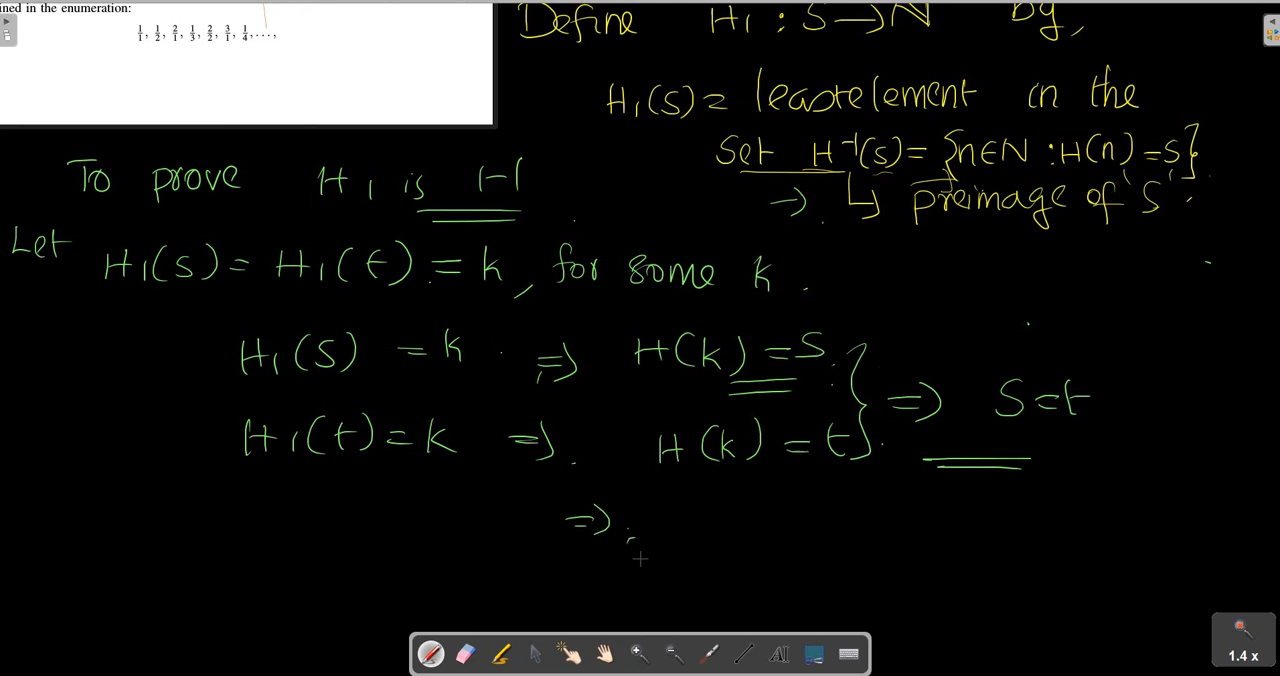 ined in the enumeration:
1/1, 1/2, 2/1, 1/3, 2/2, 3/1, 1/4, ...,
Define H1 : S → N by,
H1(S) = least element in the
Set H⁻¹(s) = {n ∈ N : H(n) = S}
⇒ ↳ preimage of 'S'.
To prove H1 is 1-1
Let
H1(s) = H1(t) = k, for some k.
H1(S) = k ⇒ H(k) = S
H1(t) = k ⇒ H(k) = t } ⇒ S = t
⇒
AI
1.4 x